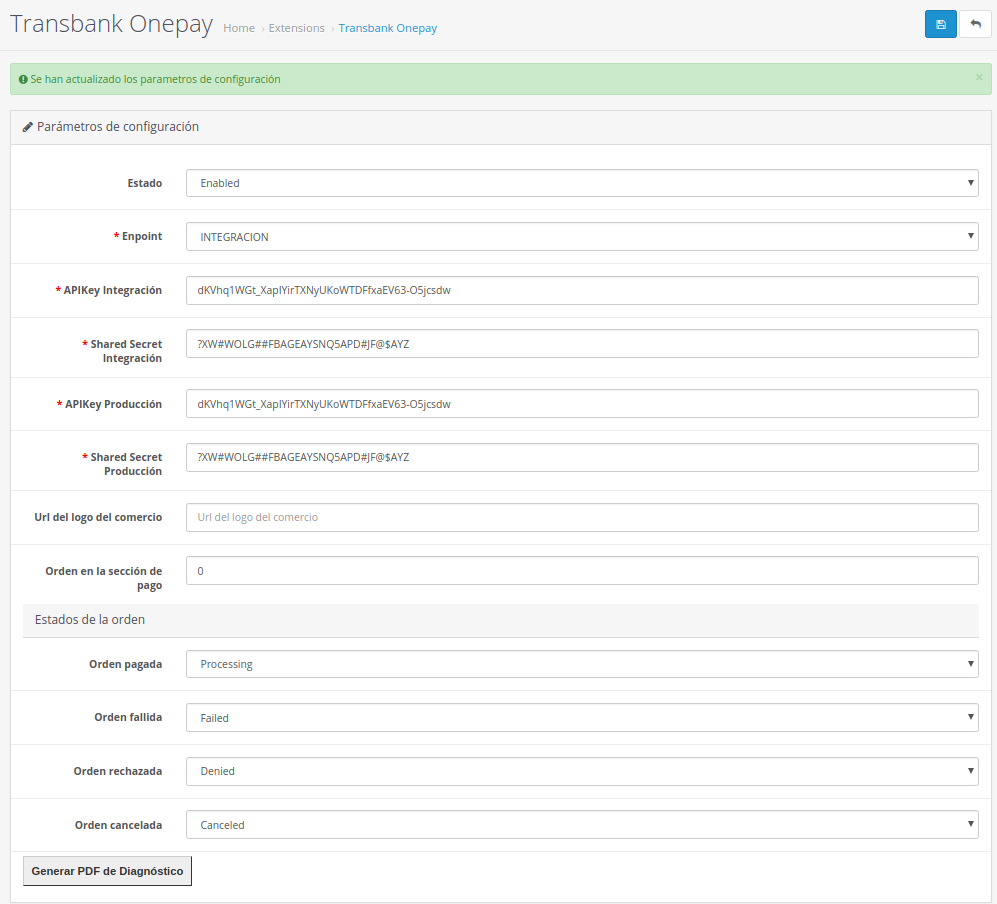 Transbank Onepay Home › Extensions › Transbank Onepay
Se han actualizado los parametros de configuración ×
Parámetros de configuración
Estado Enabled
* Enpoint INTEGRACION
* APIKey Integración dKVhq1WGt_XapIYirTXNyUKoWTDFfxaEV63-O5jcsdw
* Shared Secret
Integración ?XW#WOLG##FBAGEAYSNQ5APD#JF@$AYZ
* APIKey Producción dKVhq1WGt_XapIYirTXNyUKoWTDFfxaEV63-O5jcsdw
* Shared Secret
Producción ?XW#WOLG##FBAGEAYSNQ5APD#JF@$AYZ
Url del logo del comercio Url del logo del comercio
Orden en la sección de
pago 0
Estados de la orden
Orden pagada Processing
Orden fallida Failed
Orden rechazada Denied
Orden cancelada Canceled
Generar PDF de Diagnóstico